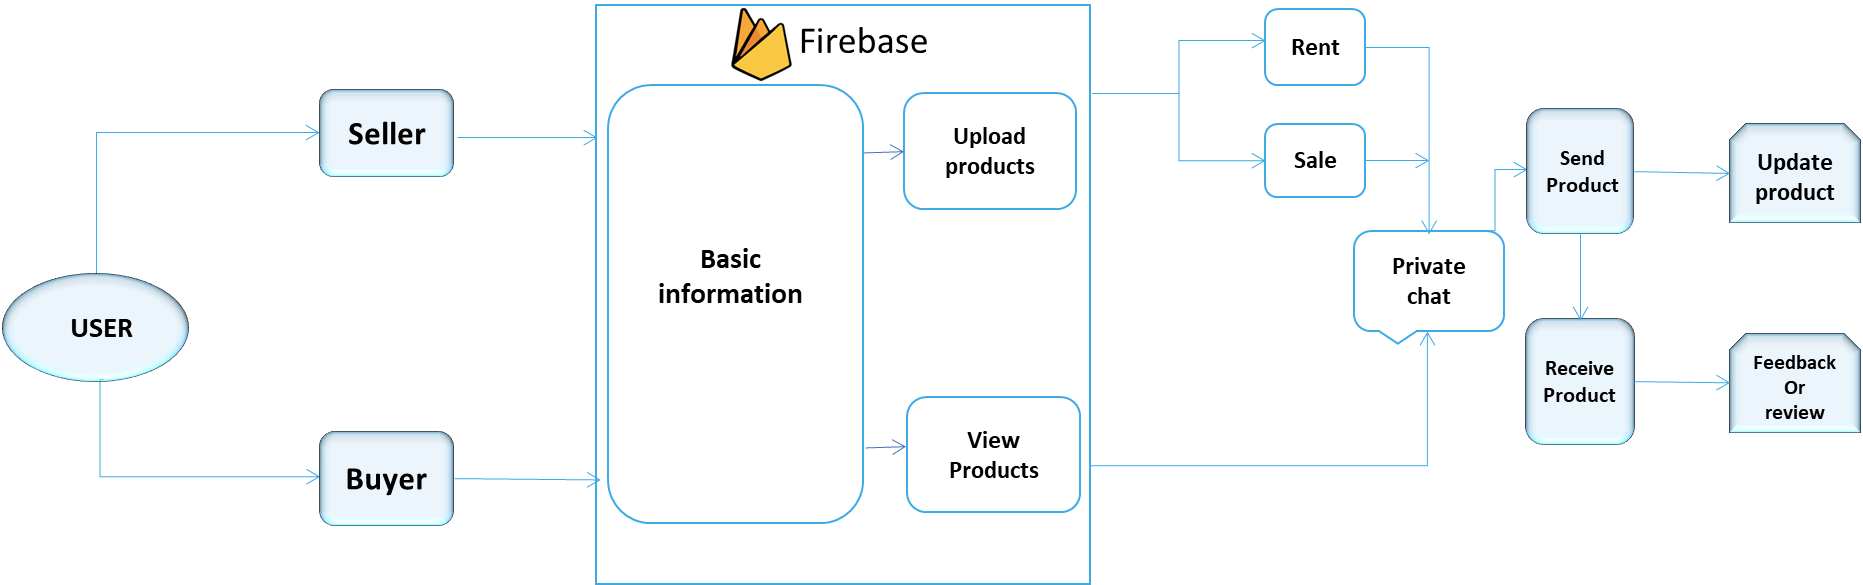 Firebase
USER
Seller
Buyer
Basic
information
Upload
products
View
Products
Rent
Sale
Private
chat
Send
Product
Receive
Product
Update
product
Feedback
Or
review